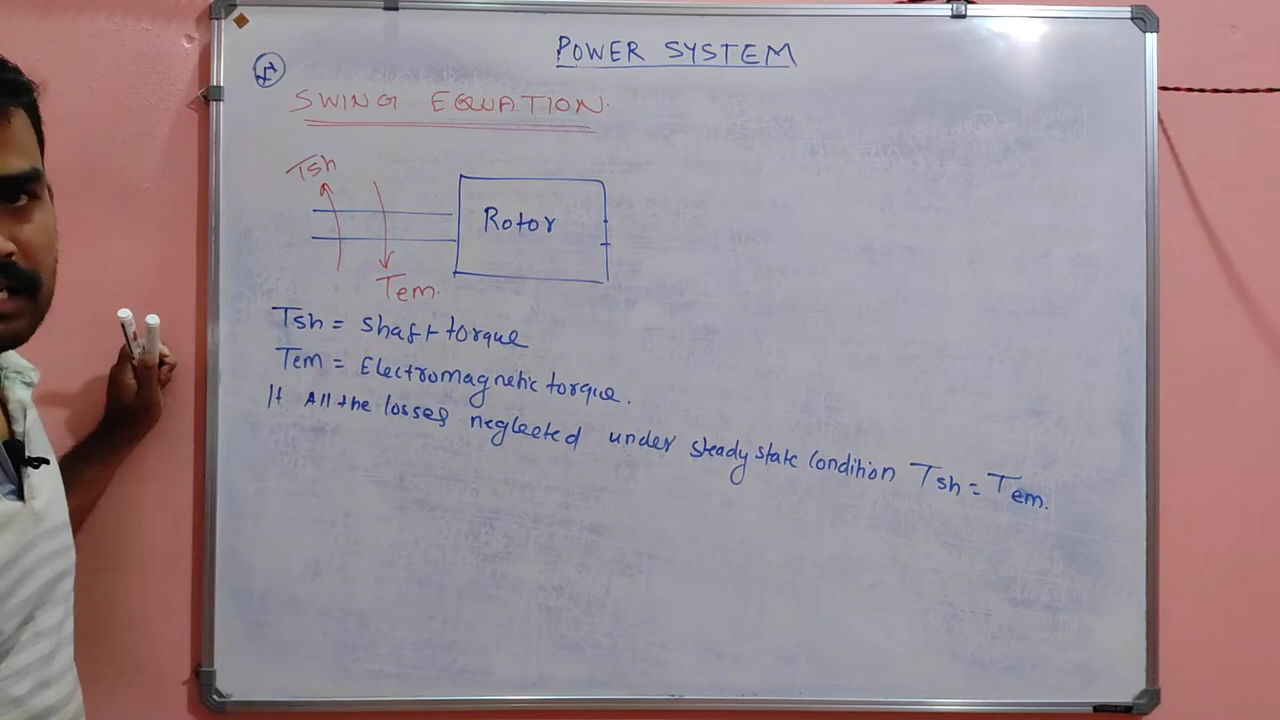 POWER SYSTEM
SWING EQUATION.
Tsh
Rotor
Tem.
Tsh = shaft torque
Tem = Electromagnetic torque.
If All the losses neglected under steady state condition Tsh = Tem.